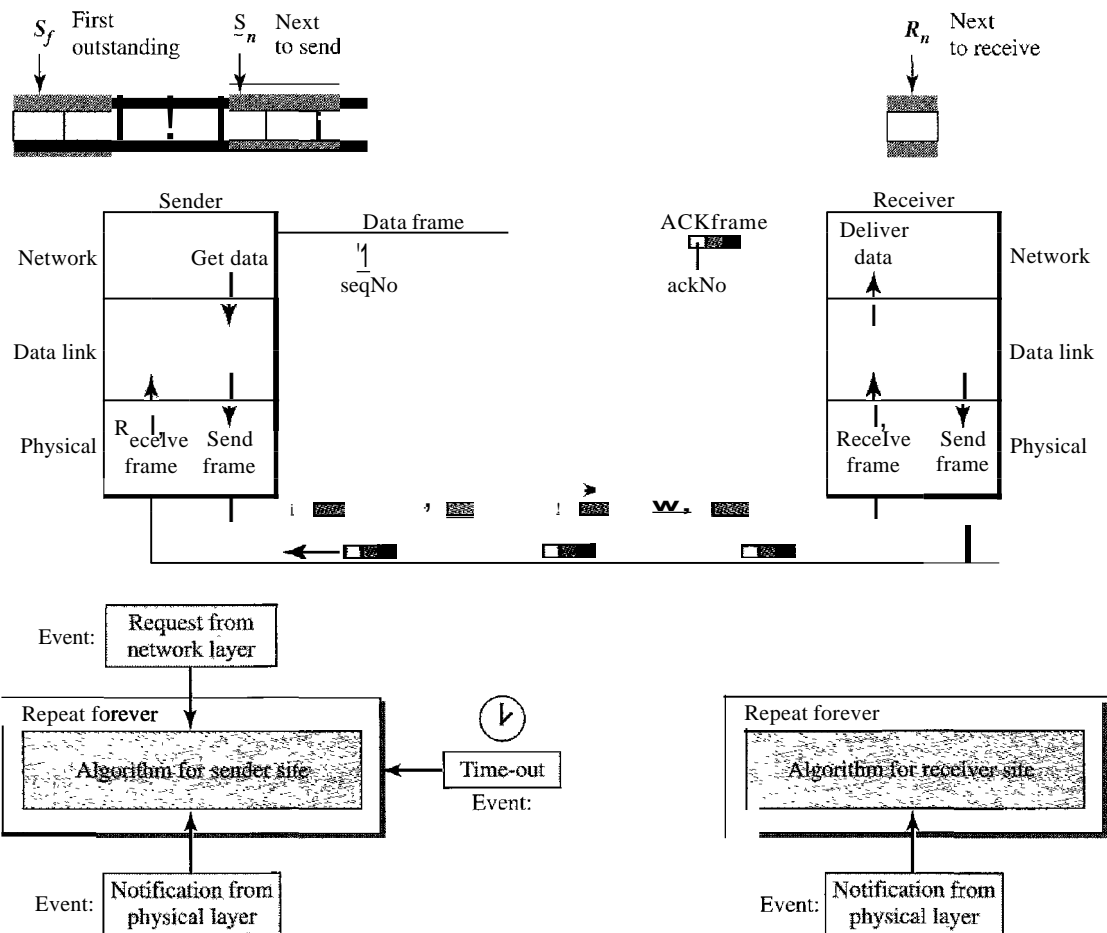 Sf First outstanding
Sn Next to send
Rn Next to receive
Sender
Receiver
Data frame
ACKframe
Network
Get data
seqNo
ackNo
Deliver
data
Network
Data link
Data link
Physical
Receive
frame
Send
frame
ReceIve
frame
Send
frame
Physical
Event:
Request from
network layer
Repeat forever
Algorithm for sender site
Time-out
Event:
Repeat forever
Algorithm for receiver site
Event:
Notification from
physical layer
Event:
Notification from
physical layer